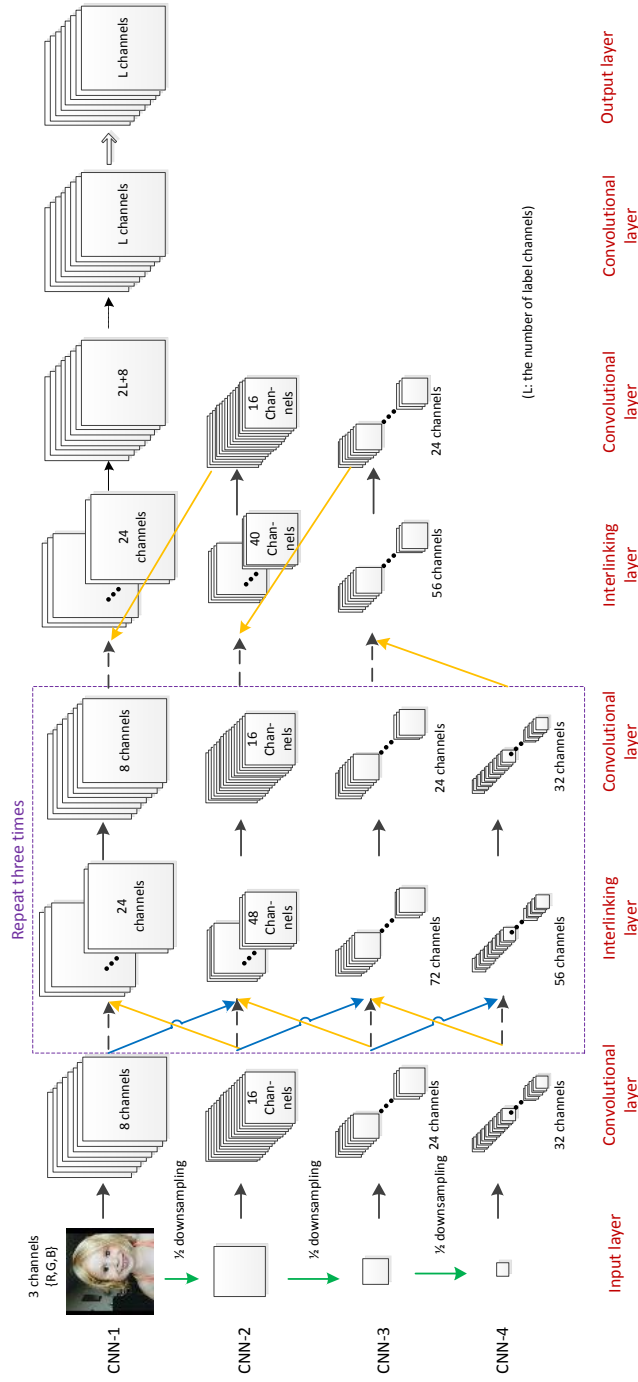 3 channels
{R,G,B}
CNN-1
½ downsampling
CNN-2
½ downsampling
CNN-3
½ downsampling
CNN-4
Input layer
8 channels
16
Chan-
nels
24 channels
32 channels
Convolutional
layer
Repeat three times
24
channels
48
Chan-
nels
72 channels
56 channels
Interlinking
layer
8 channels
16
Chan-
nels
24 channels
32 channels
Convolutional
layer
24
channels
40
Chan-
nels
56 channels
Interlinking
layer
2L+8
16
Chan-
nels
24 channels
Convolutional
layer
L channels
Convolutional
layer
L channels
Output layer
(L: the number of label channels)